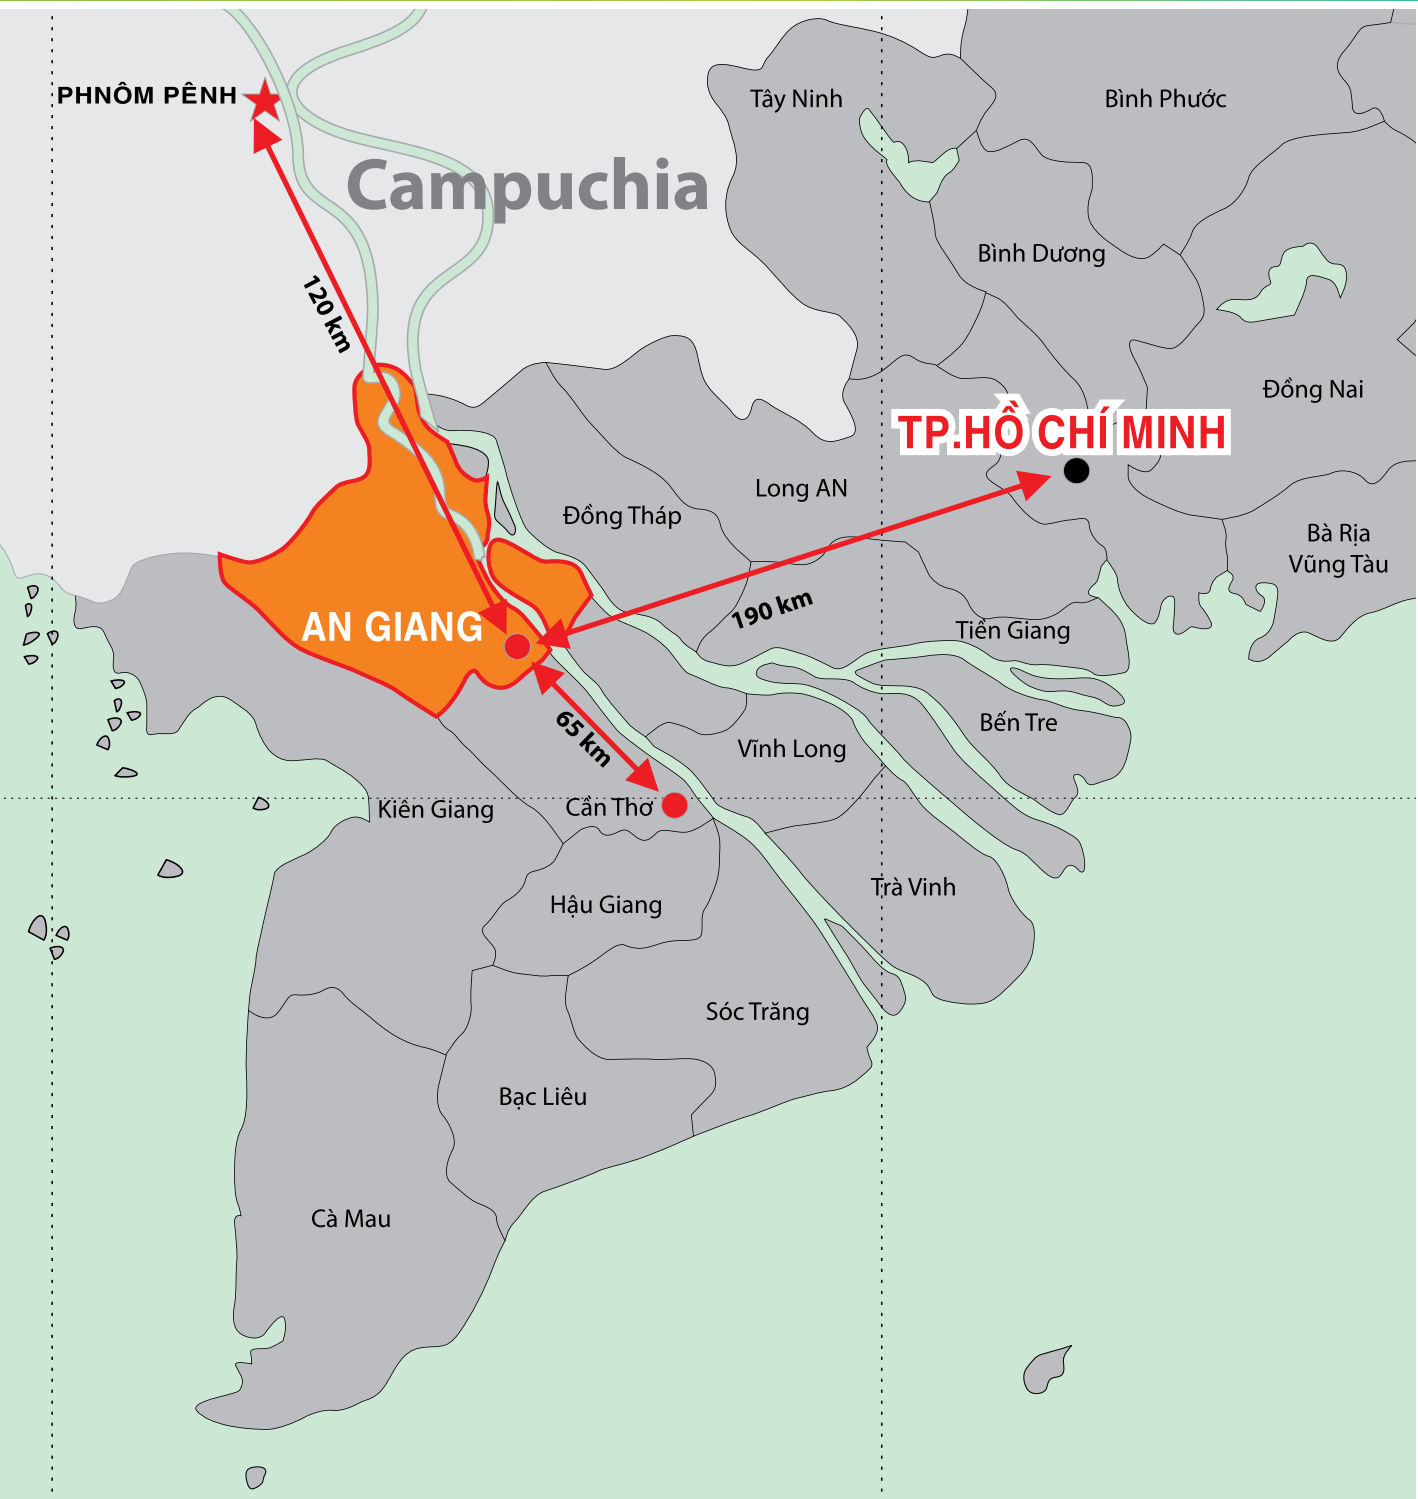 PHNÔM PÊNH
Tây Ninh
Bình Phước
Campuchia
Bình Dương
120 km
Đồng Nai
TP.HỒ CHÍ MINH
Long AN
Đồng Tháp
Bà Rịa
Vũng Tàu
190 km
AN GIANG
Tiền Giang
65 km
Bến Tre
Vĩnh Long
Kiên Giang
Cần Thơ
Trà Vinh
Hậu Giang
Sóc Trăng
Bạc Liêu
Cà Mau